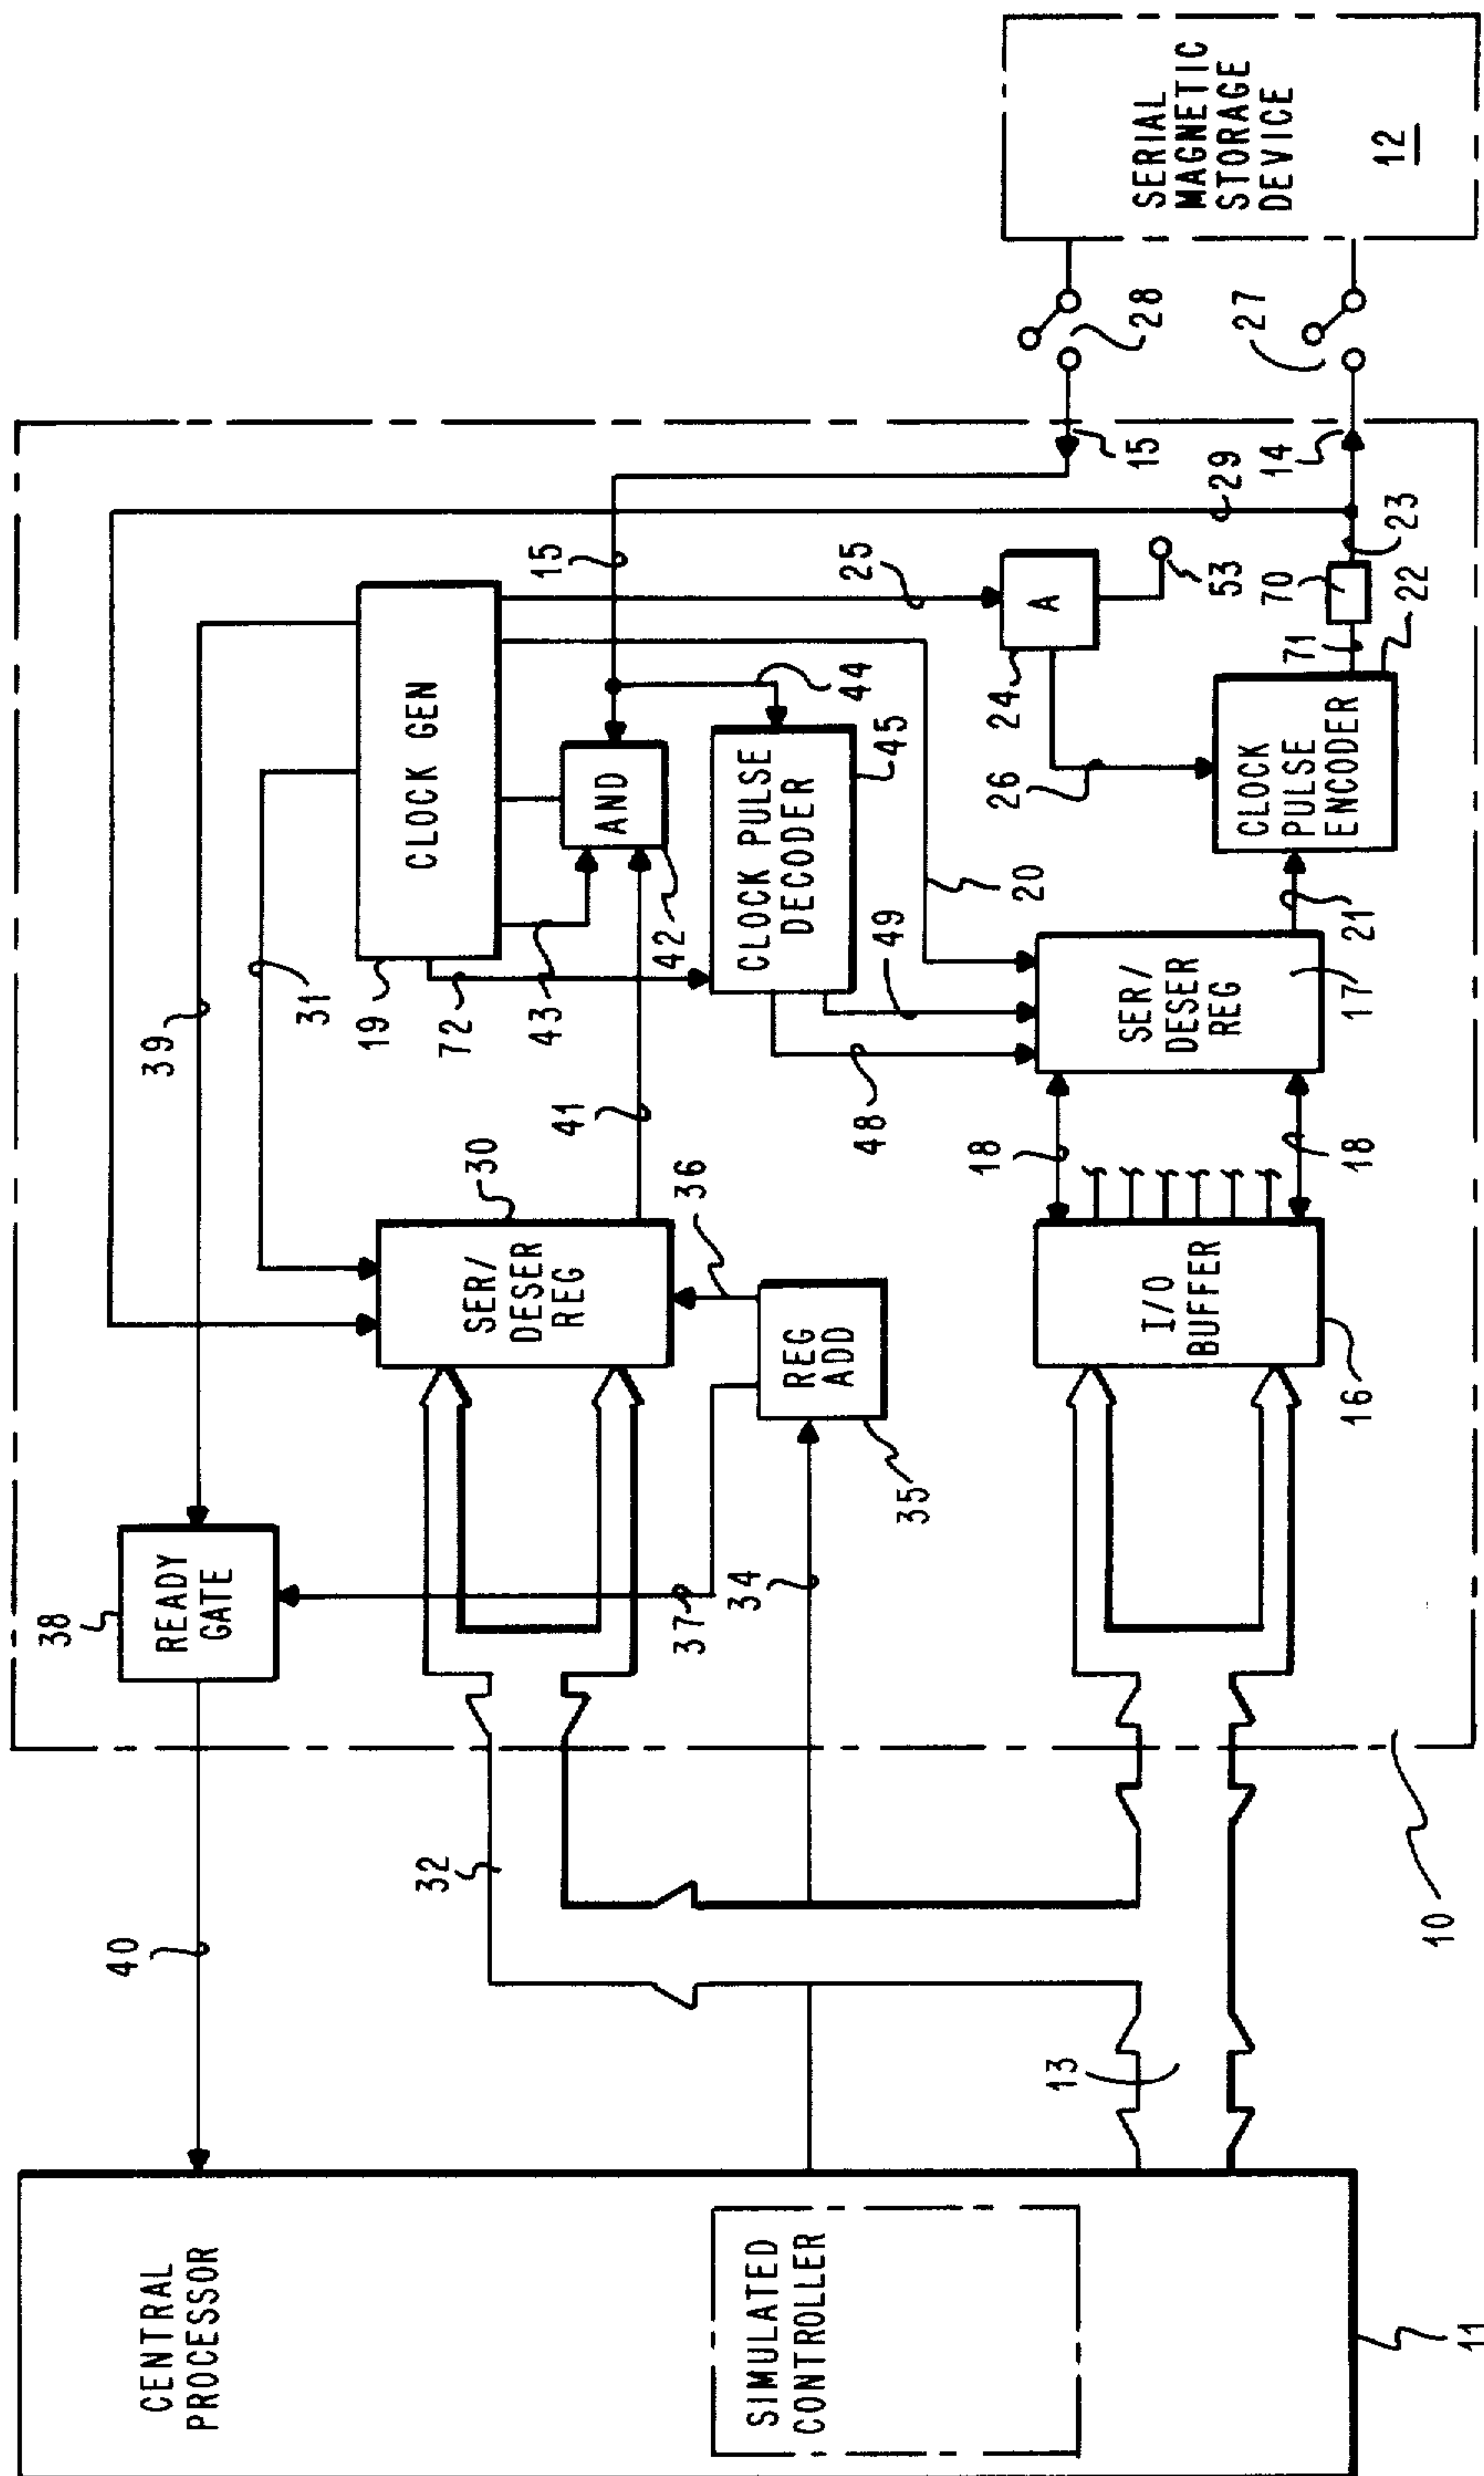 CENTRAL
PROCESSOR
SIMULATED
CONTROLLER
11
40
32
13
10
38
READY
GATE
37
34
39
31
SER/
DESER
REG
30
36
REG
ADD
35
I/O
BUFFER
16
18
18
41
CLOCK GEN
19
72
43
AND
42
15
CLOCK PULSE
DECODER
45
44
48
49
20
SER/
DESER
REG
17
21
25
A
24
26
53
CLOCK
PULSE
ENCODER
22
71
70
23
29
14
15
28
27
SERIAL
MAGNETIC
STORAGE
DEVICE
12